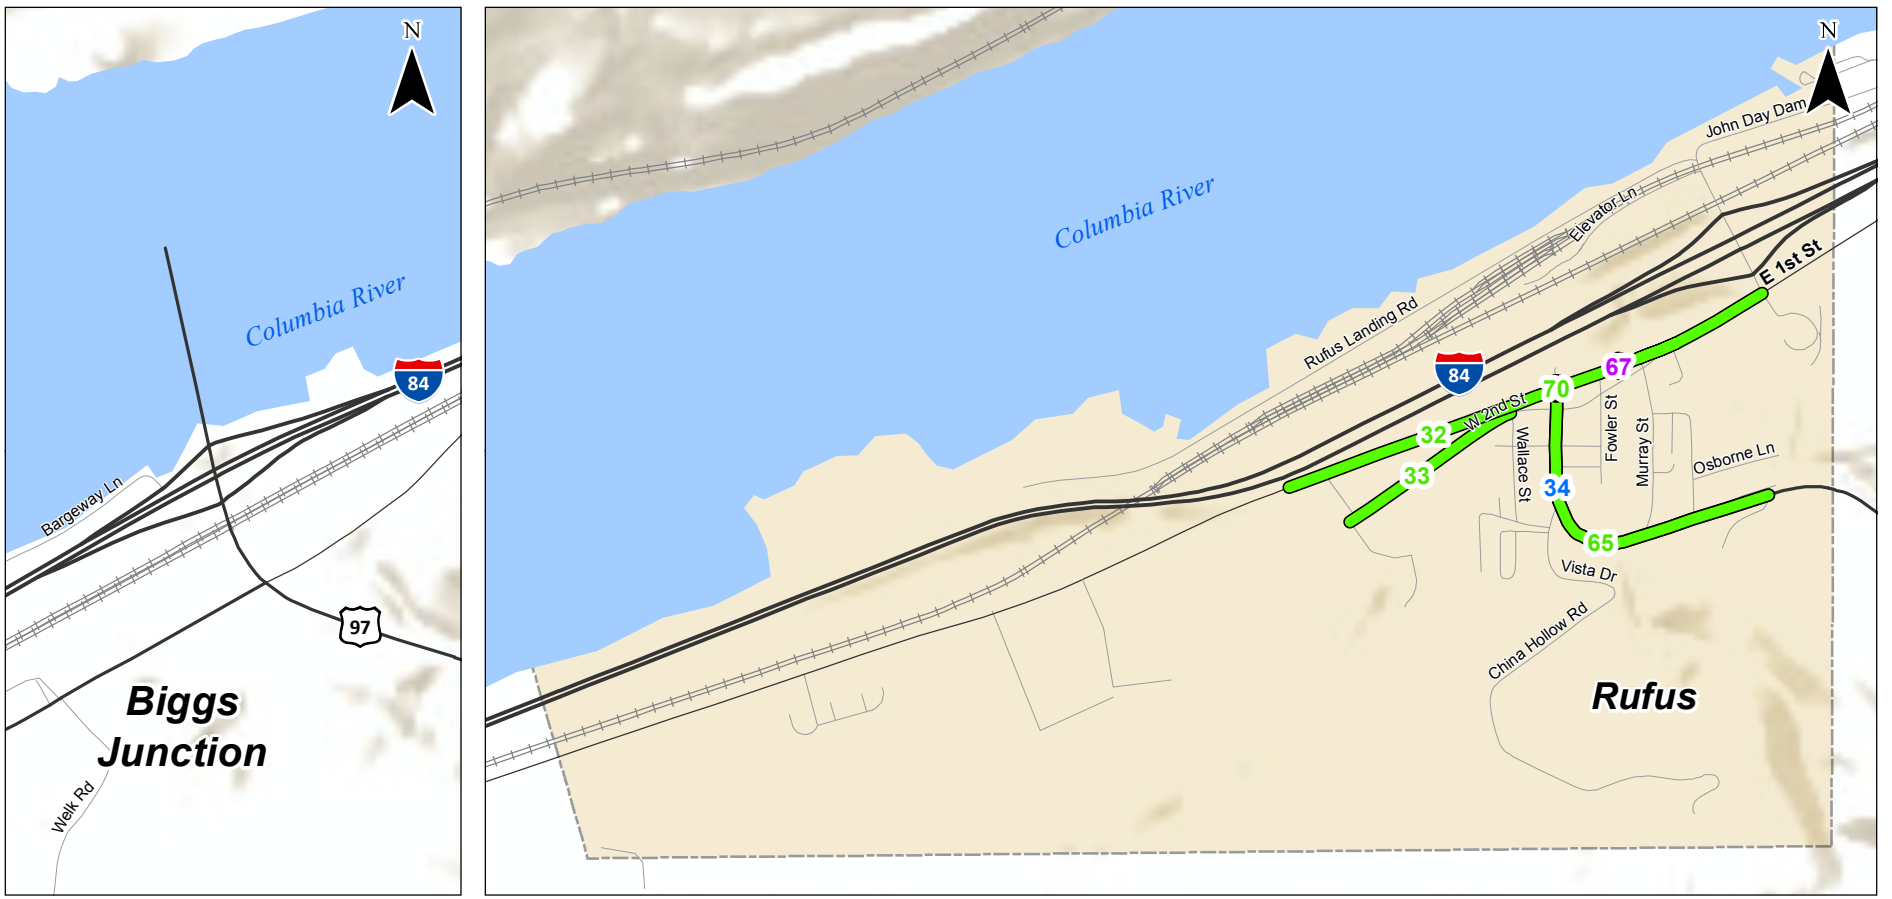 N
Columbia River
84
Bargeway Ln
97
Biggs
Junction
Welk Rd
N
John Day Dam
Columbia River
Elevator Ln
E 1st St
Rufus Landing Rd
84
67
70
W 2nd St
32
33
Wallace St
Fowler St
Murray St
Osborne Ln
34
65
Vista Dr
China Hollow Rd
Rufus